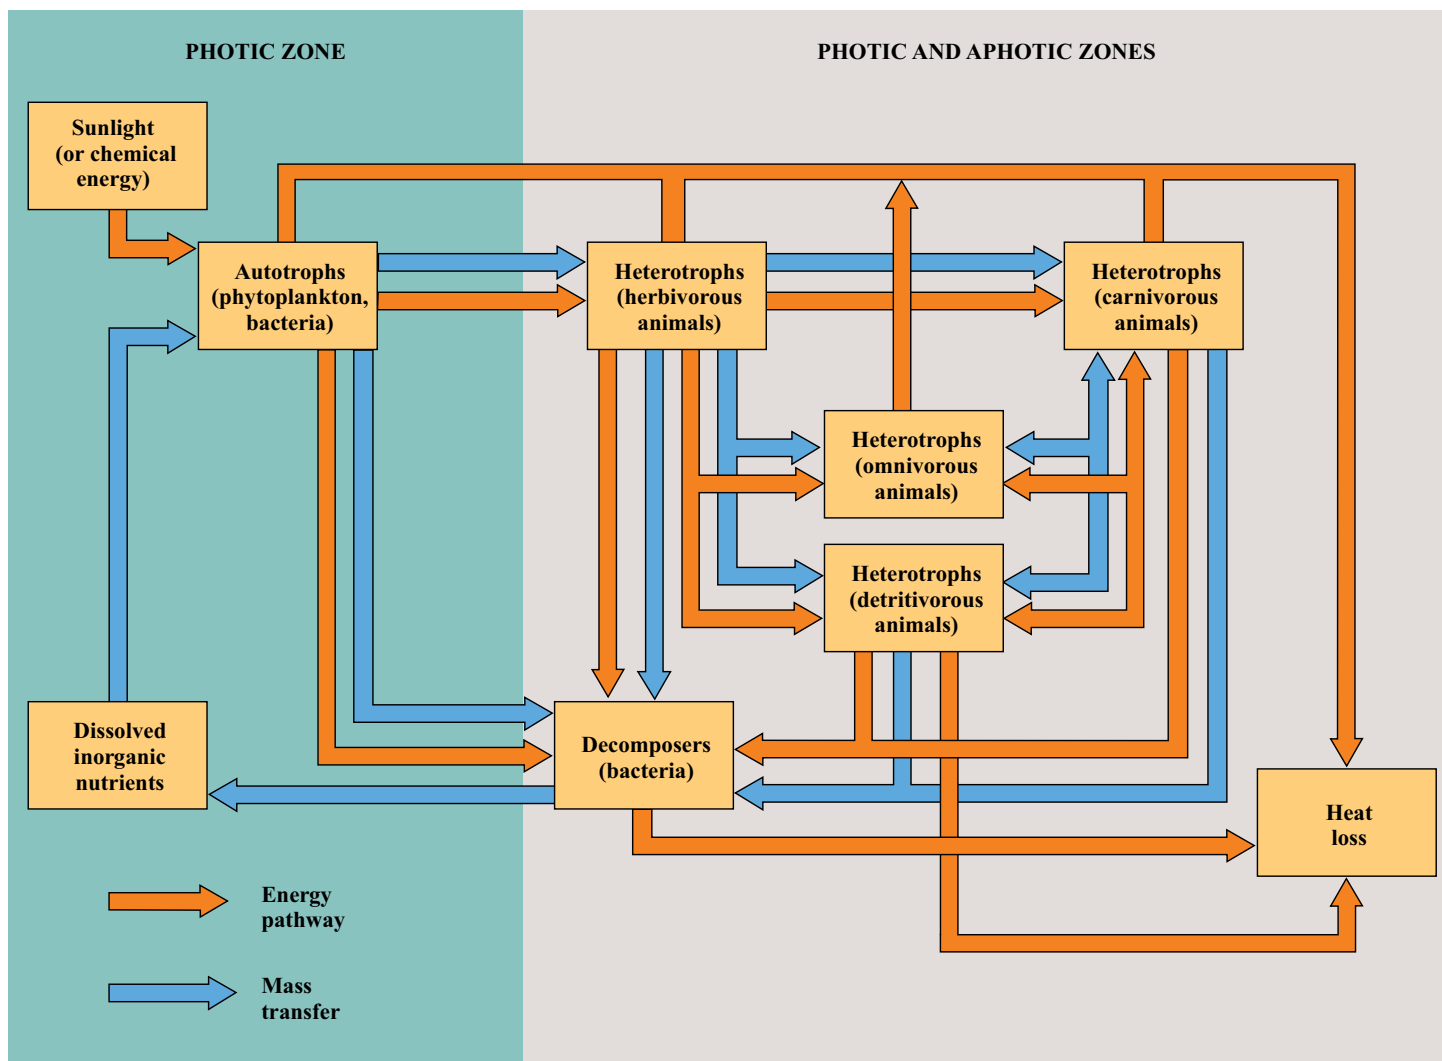 PHOTIC ZONE
PHOTIC AND APHOTIC ZONES
Sunlight
(or chemical
energy)
Autotrophs
(phytoplankton,
bacteria)
Heterotrophs
(herbivorous
animals)
Heterotrophs
(carnivorous
animals)
Heterotrophs
(omnivorous
animals)
Heterotrophs
(detritivorous
animals)
Dissolved
inorganic
nutrients
Decomposers
(bacteria)
Heat
loss
Energy
pathway
Mass
transfer